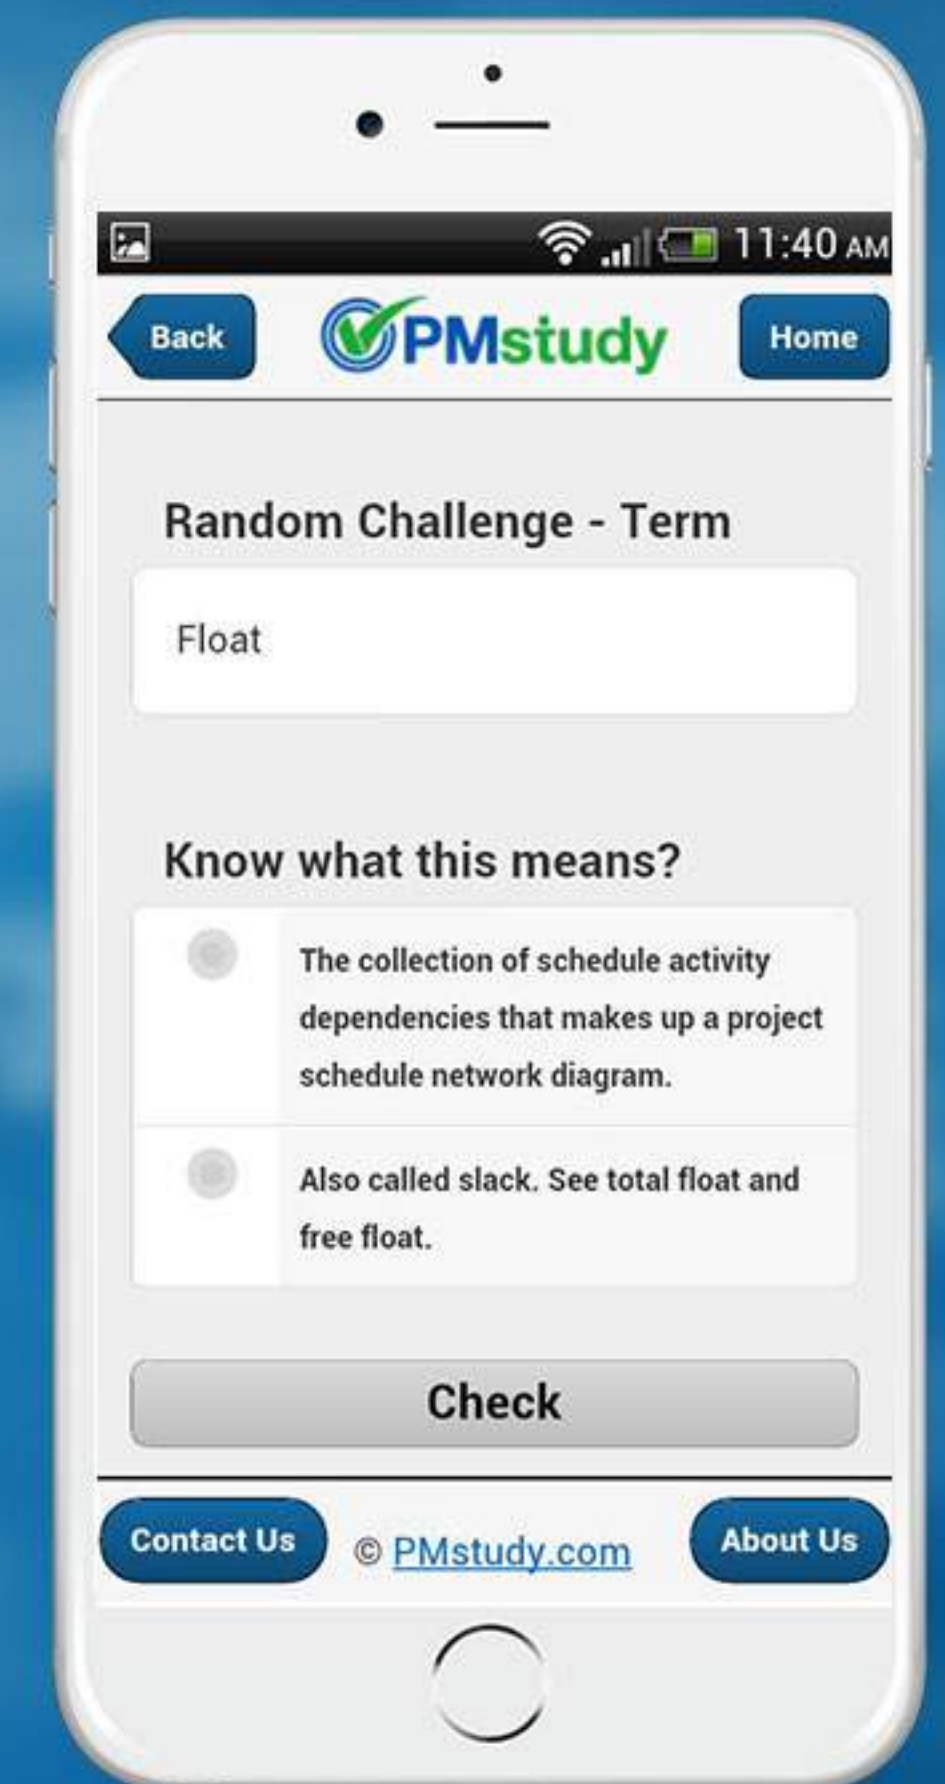 11:40 AM
Back
PMstudy
Home
Random Challenge - Term
Float
Know what this means?
The collection of schedule activity
dependencies that makes up a project
schedule network diagram.
Also called slack. See total float and
free float.
Check
Contact Us
© PMstudy.com
About Us